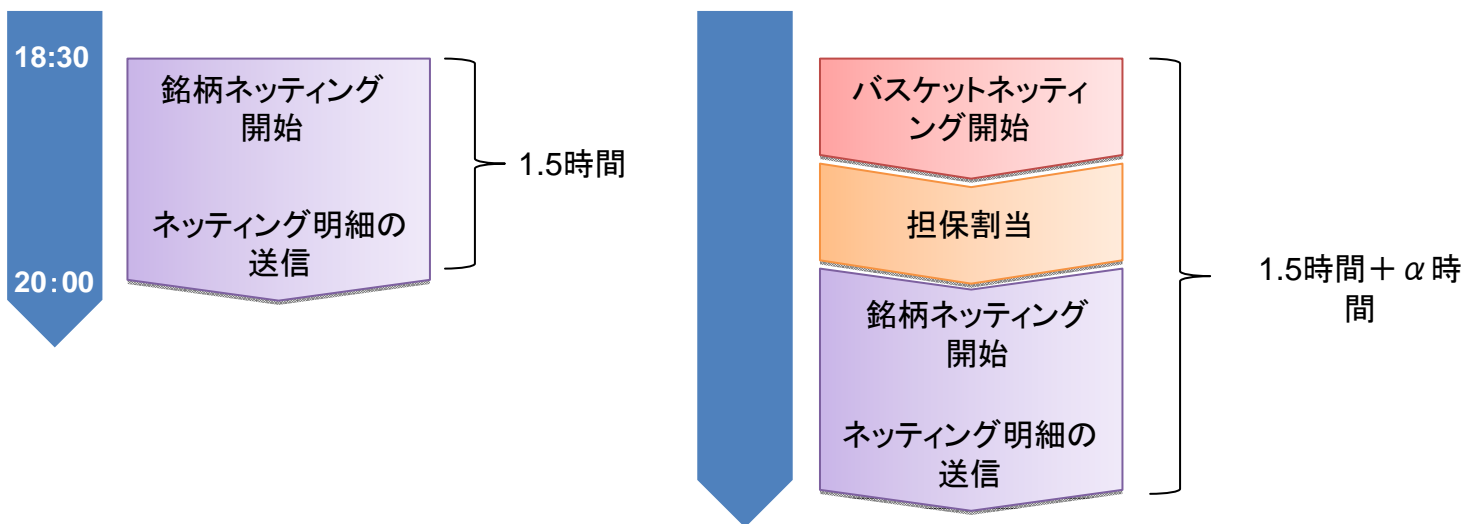 18:30
銘柄ネッティング
開始
ネッティング明細の
送信
20:00
1.5時間
バスケットネッティ
ング開始
担保割当
銘柄ネッティング
開始
ネッティング明細の
送信
1.5時間+α時
間